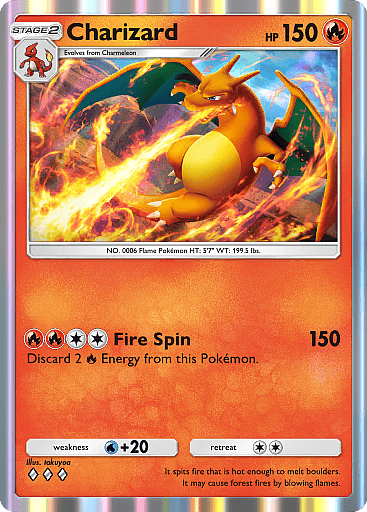 STAGE 2 Charizard HP 150
Evolves from Charmeleon
NO. 0006 Flame Pokémon HT: 5'7" WT: 199.5 lbs.
Fire Spin 150
Discard 2 Energy from this Pokémon.
weakness +20 retreat
Illus. takuyoa
It spits fire that is hot enough to melt boulders.
It may cause forest fires by blowing flames.